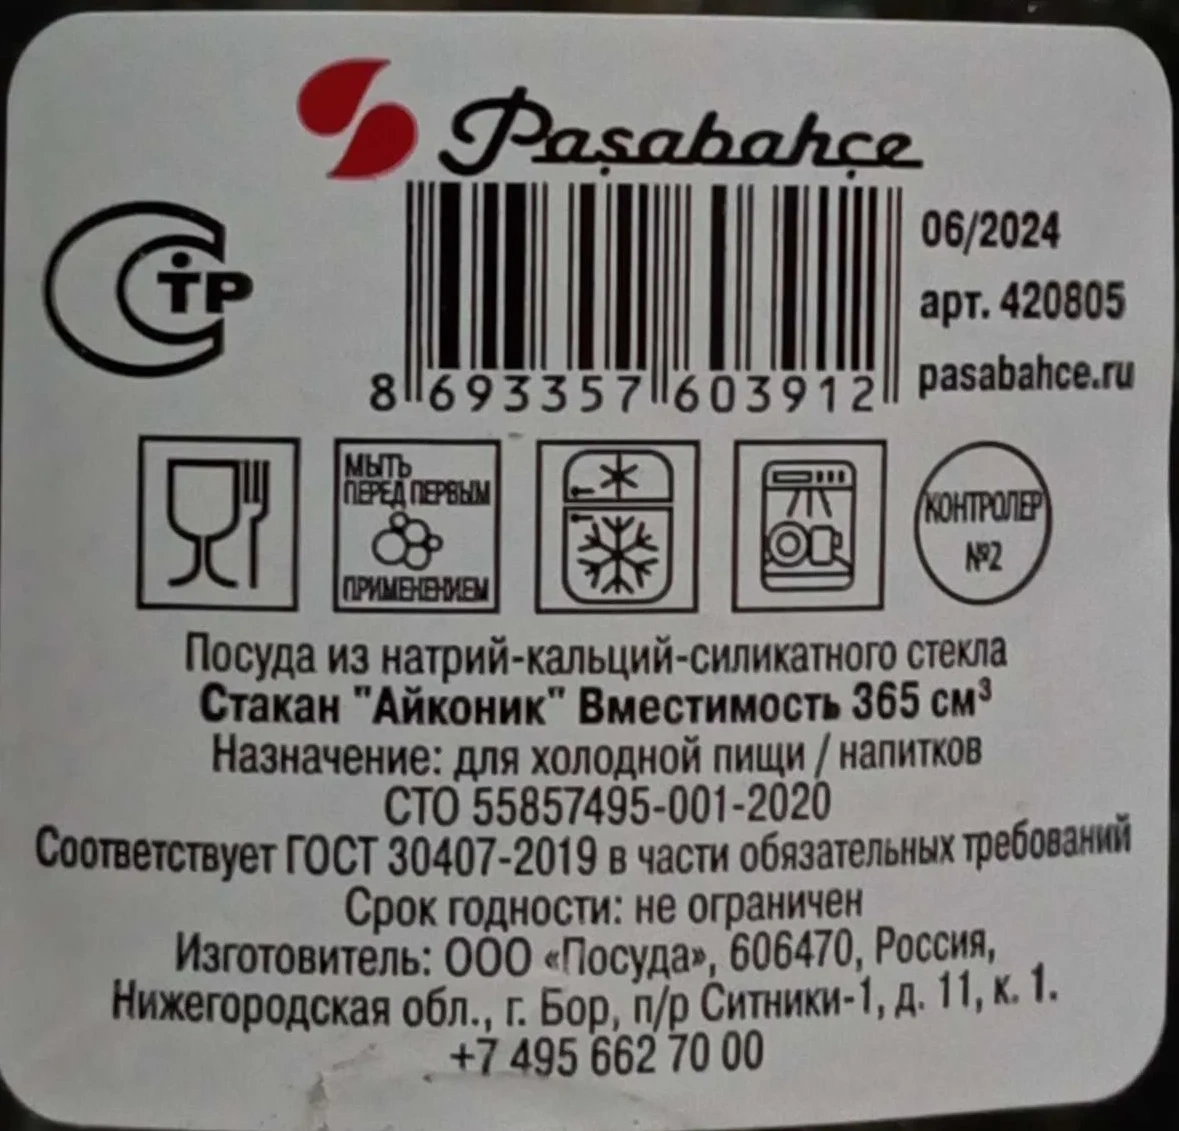 Paşabahçe
06/2024
арт. 420805
pasabahce.ru
стр
8 693357 603912
МЫТЬ
ПЕРЕД ПЕРВЫМ
ПРИМЕНЕНИЕМ
КОНТРОЛЕР
№2
Посуда из натрий-кальций-силикатного стекла
Стакан "Айконик" Вместимость 365 см³
Назначение: для холодной пищи / напитков
СТО 55857495-001-2020
Соответствует ГОСТ 30407-2019 в части обязательных требований
Срок годности: не ограничен
Изготовитель: ООО «Посуда», 606470, Россия,
Нижегородская обл., г. Бор, п/р Ситники-1, д. 11, к. 1.
+7 495 662 70 00